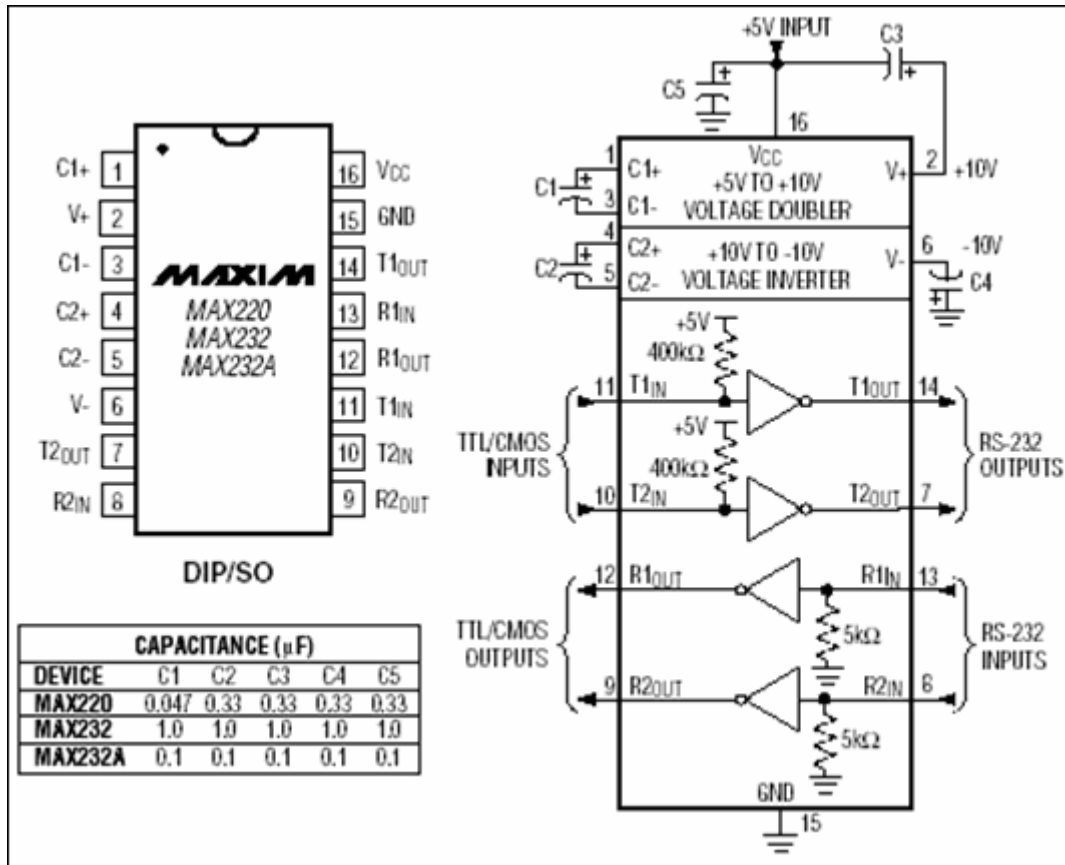 C1+ 1
V+ 2
C1- 3
C2+ 4
C2- 5
V- 6
T2OUT 7
R2IN 8
16 VCC
15 GND
14 T1OUT
13 R1IN
12 R1OUT
11 T1IN
10 T2IN
9 R2OUT
MAXIM
MAX220
MAX232
MAX232A
DIP/SO
CAPACITANCE (µF)
DEVICE C1 C2 C3 C4 C5
MAX220 0.047 0.33 0.33 0.33 0.33
MAX232 1.0 1.0 1.0 1.0 1.0
MAX232A 0.1 0.1 0.1 0.1 0.1
+5V INPUT
C3
+
+
C5
16
VCC
1
C1+
+
C1
3
C1-
+5V TO +10V
VOLTAGE DOUBLER
V+
2
+10V
4
C2+
+
C2
5
C2-
+10V TO -10V
VOLTAGE INVERTER
V-
6
-10V
C4
+
+5V
400kΩ
11 T1IN
T1OUT 14
+5V
400kΩ
TTL/CMOS
INPUTS
RS-232
OUTPUTS
10 T2IN
T2OUT 7
12 R1OUT
R1IN 13
5kΩ
TTL/CMOS
OUTPUTS
RS-232
INPUTS
9 R2OUT
R2IN 8
5kΩ
GND
15